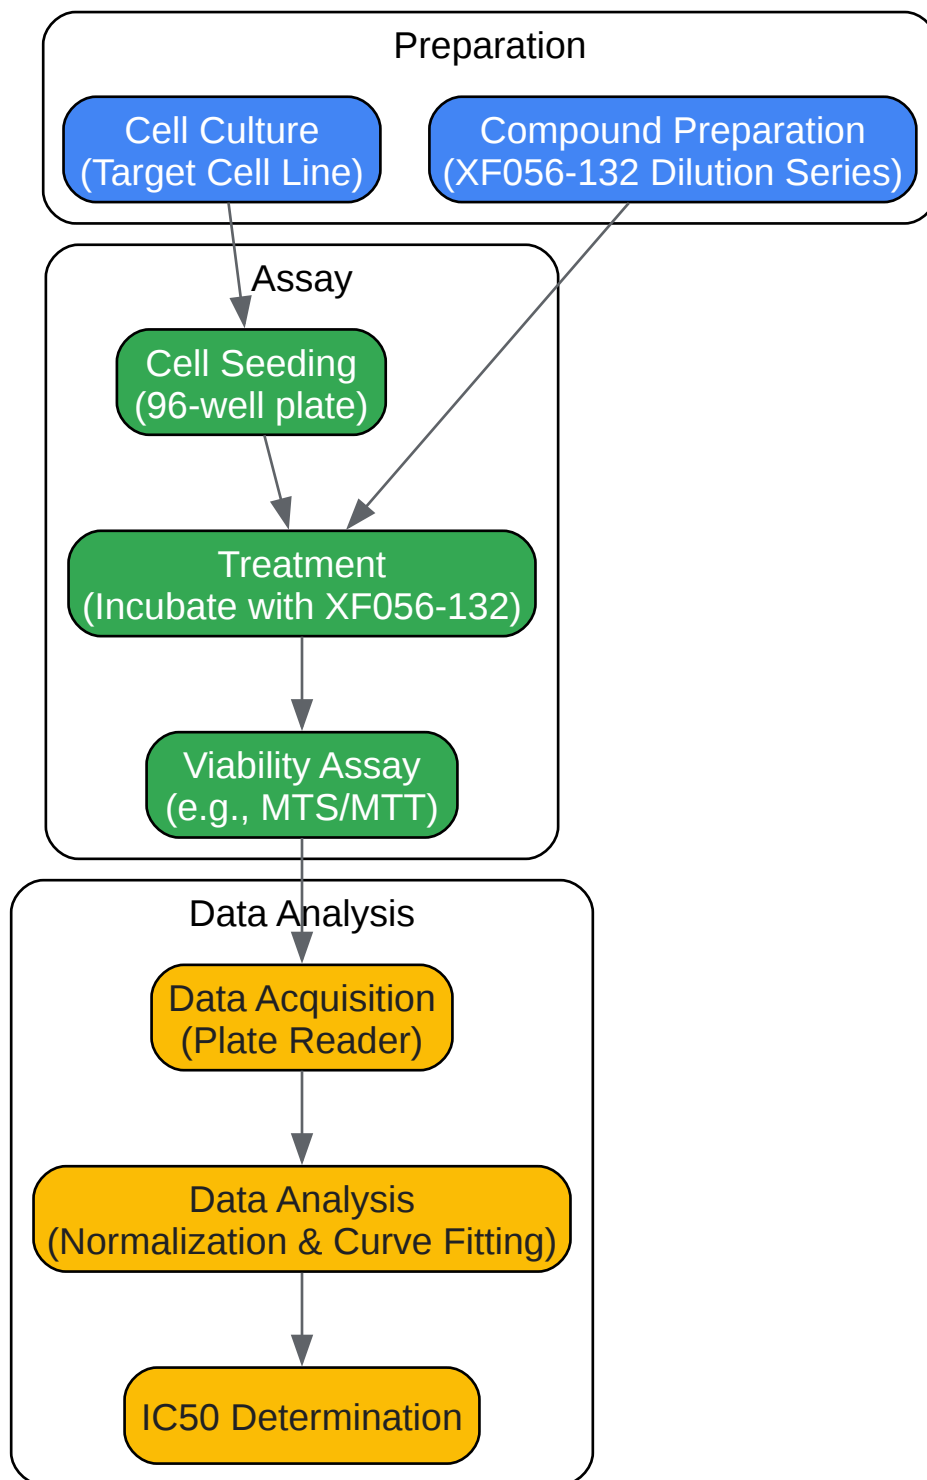 Preparation
Cell Culture
(Target Cell Line)
Compound Preparation
(XF056-132 Dilution Series)
Assay
Cell Seeding
(96-well plate)
Treatment
(Incubate with XF056-132)
Viability Assay
(e.g., MTS/MTT)
Data Analysis
Data Acquisition
(Plate Reader)
Data Analysis
(Normalization & Curve Fitting)
IC50 Determination